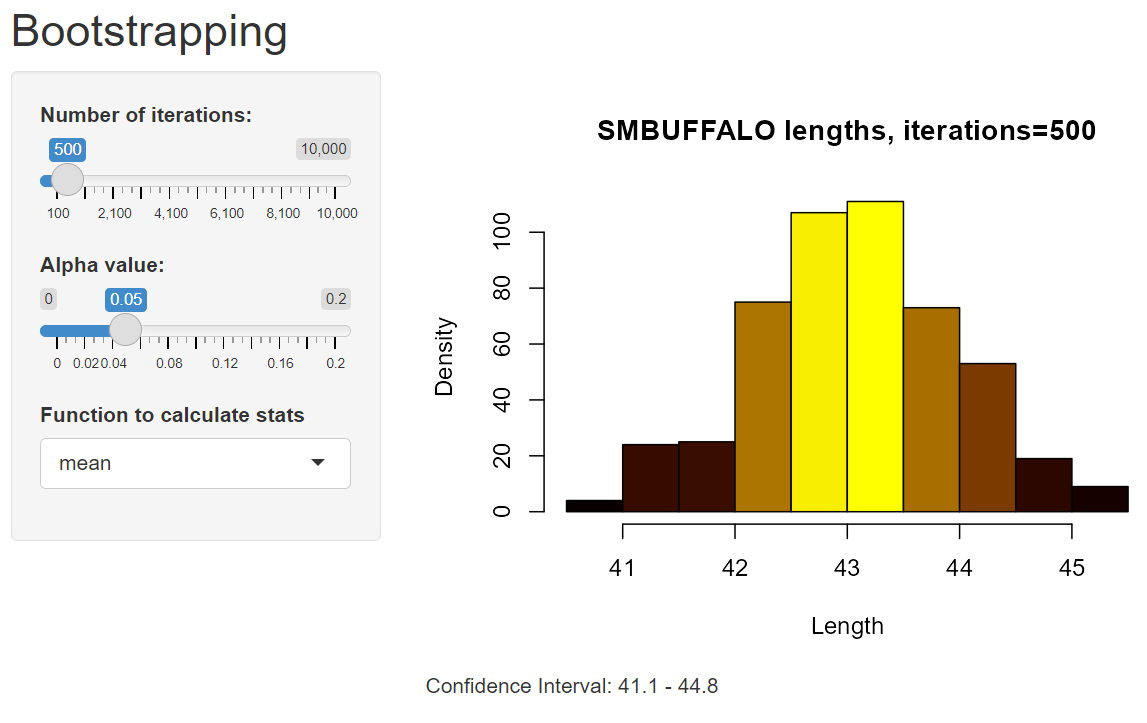 Bootstrapping
Number of iterations:
500 10,000
100 2,100 4,100 6,100 8,100 10,000
Alpha value:
0 0.05 0.2
0 0.02 0.04 0.08 0.12 0.16 0.2
Function to calculate stats
mean
SMBUFFALO lengths, iterations=500
Density
100
80
60
40
20
0
41 42 43 44 45
Length
Confidence Interval: 41.1 - 44.8